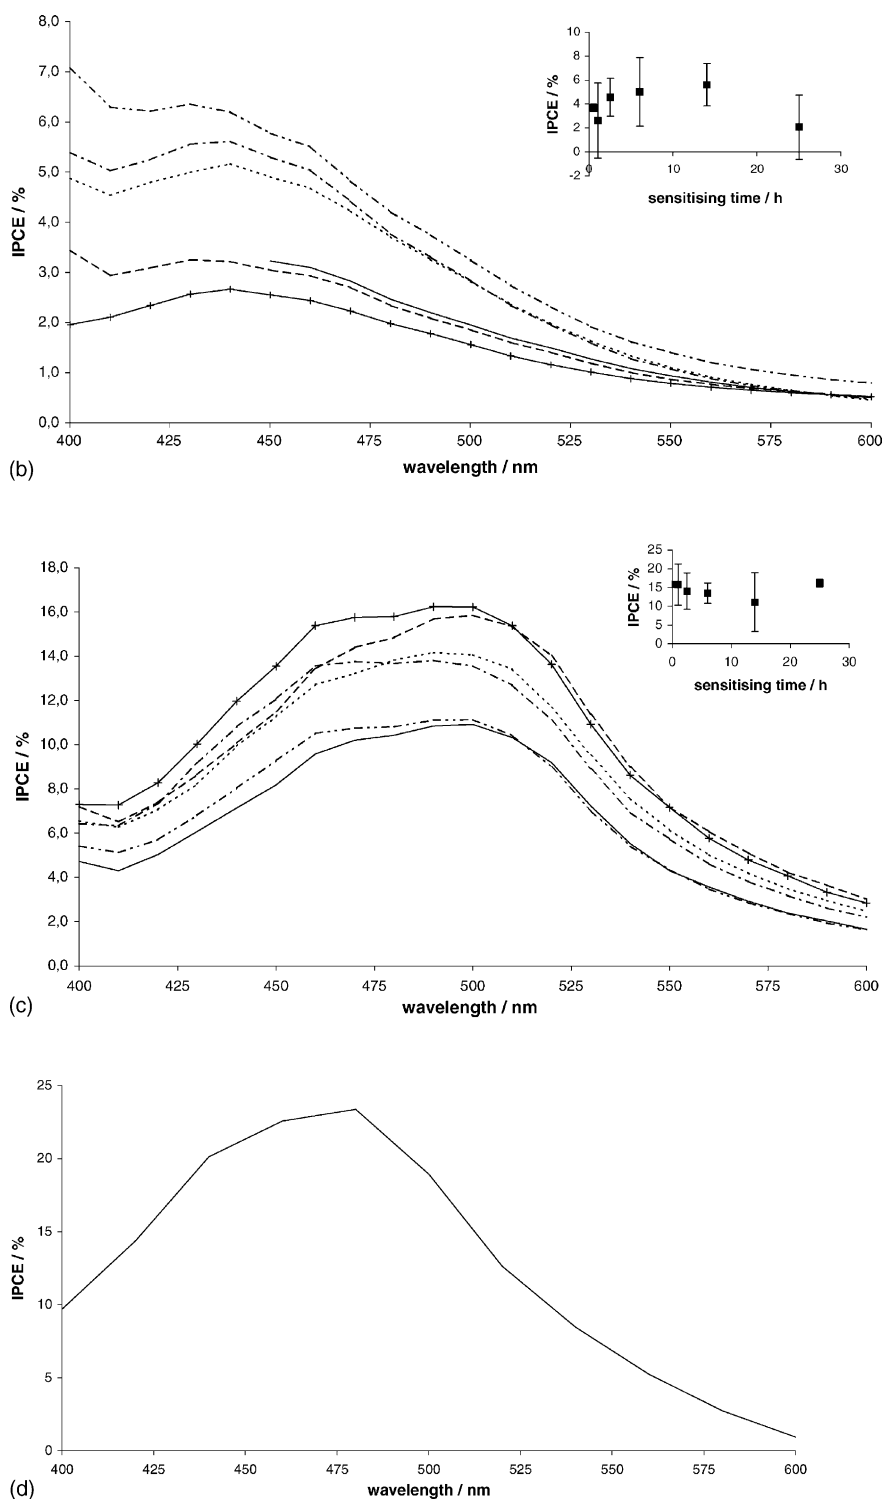 8,0
7,0
6,0
5,0
4,0
3,0
2,0
1,0
0,0
IPCE / %
400 425 450 475 500 525 550 575 600
wavelength / nm
10
8
6
4
2
0
-2
IPCE / %
0 10 20 30
sensitising time / h
(b)
18,0
16,0
14,0
12,0
10,0
8,0
6,0
4,0
2,0
0,0
IPCE / %
400 425 450 475 500 525 550 575 600
wavelength / nm
25
20
15
10
5
0
IPCE / %
0 10 20 30
sensitising time / h
(c)
25
20
15
10
5
0
IPCE / %
400 425 450 475 500 525 550 575 600
wavelength / nm
(d)